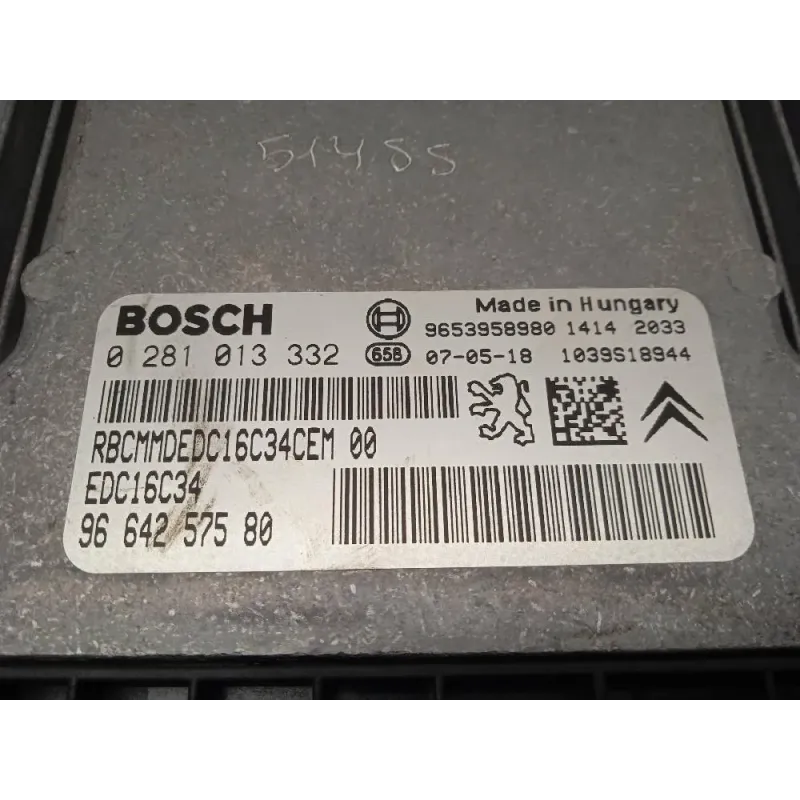 51485
BOSCH
Made in Hungary
9653958980 1414 2033
0 281 013 332
658 07-05-18 1039S18944
RBCMMDEDC16C34CEM 00
EDC16C34
96 642 575 80